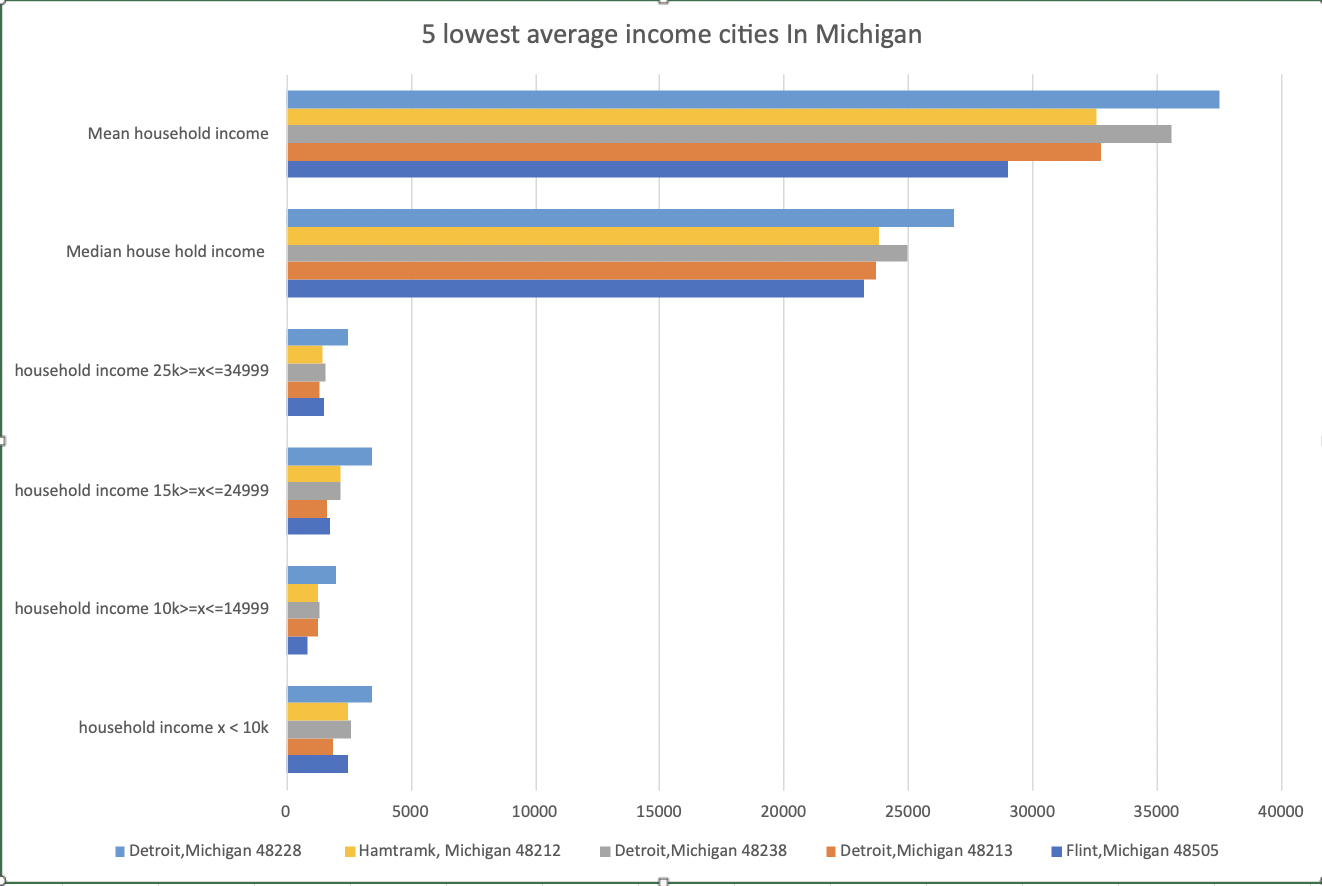 5 lowest average income cities In Michigan
Mean household income
Median house hold income
household income 25k>=x<=34999
household income 15k>=x<=24999
household income 10k>=x<=14999
household income x < 10k
0 5000 10000 15000 20000 25000 30000 35000 40000
Detroit,Michigan 48228 Hamtramk, Michigan 48212 Detroit,Michigan 48238 Detroit,Michigan 48213 Flint,Michigan 48505